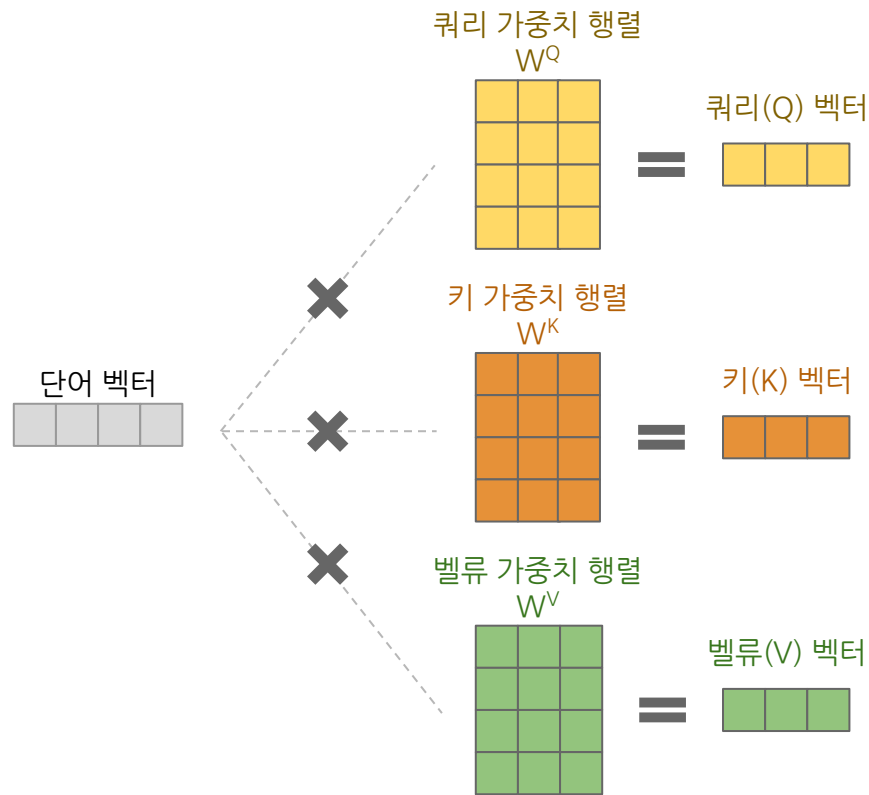 쿼리 가중치 행렬
W^Q
쿼리(Q) 벡터
키 가중치 행렬
W^K
단어 벡터
키(K) 벡터
벨류 가중치 행렬
W^V
벨류(V) 벡터